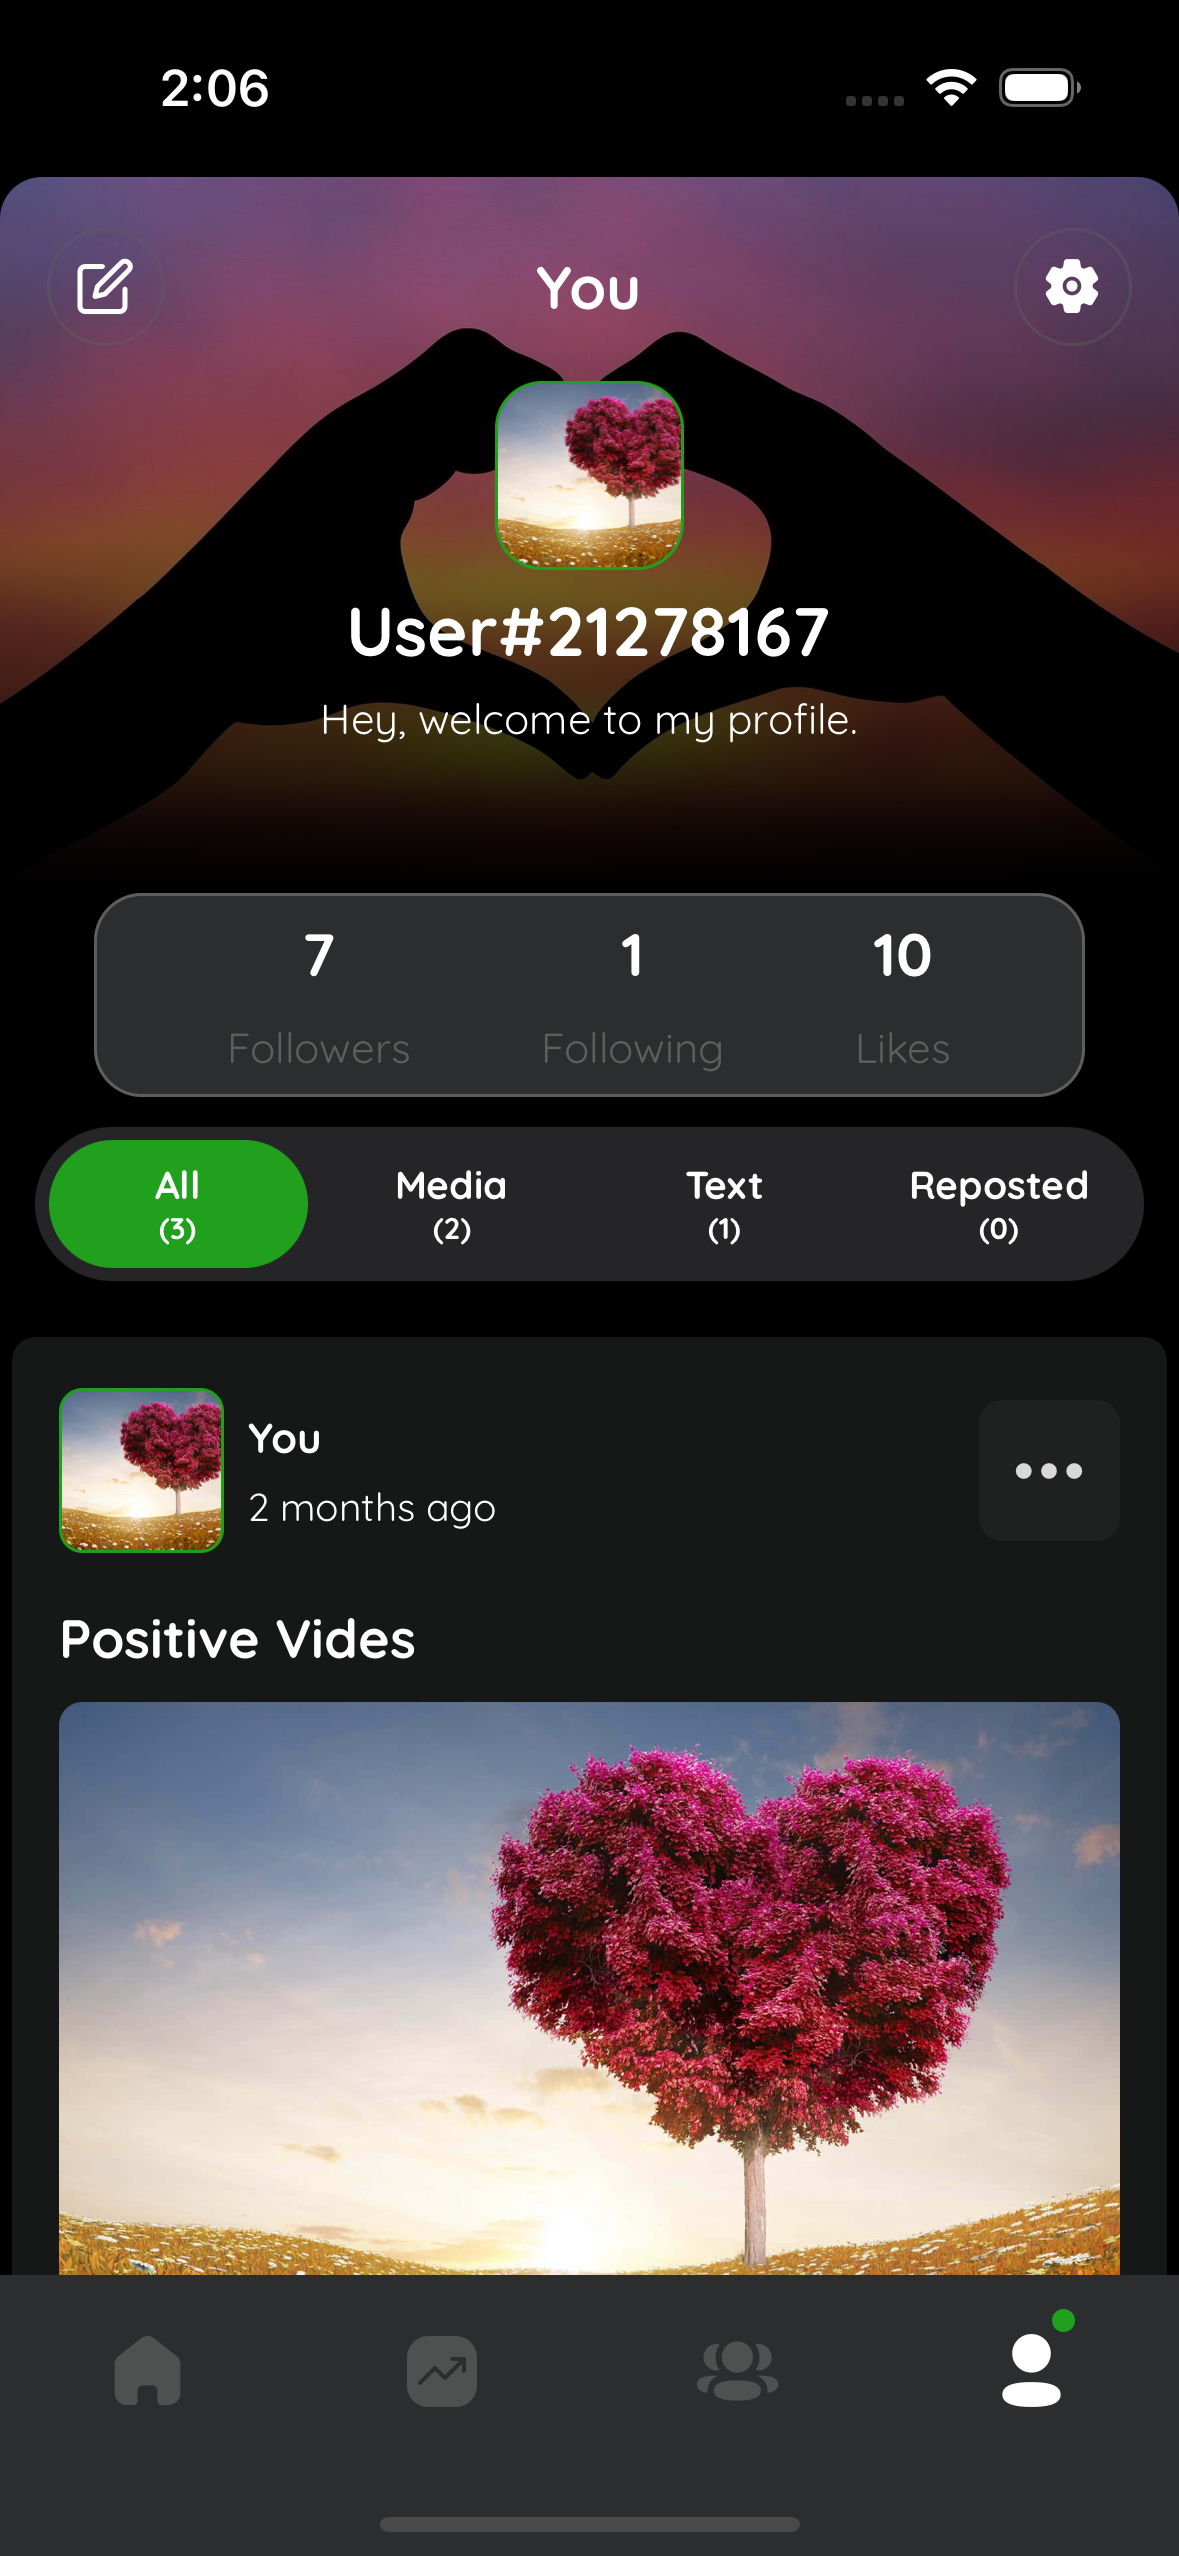 2:06
You
User#21278167
Hey, welcome to my profile.
7 1 10
Followers Following Likes
All Media Text Reposted
(3) (2) (1) (0)
You
2 months ago
Positive Vides